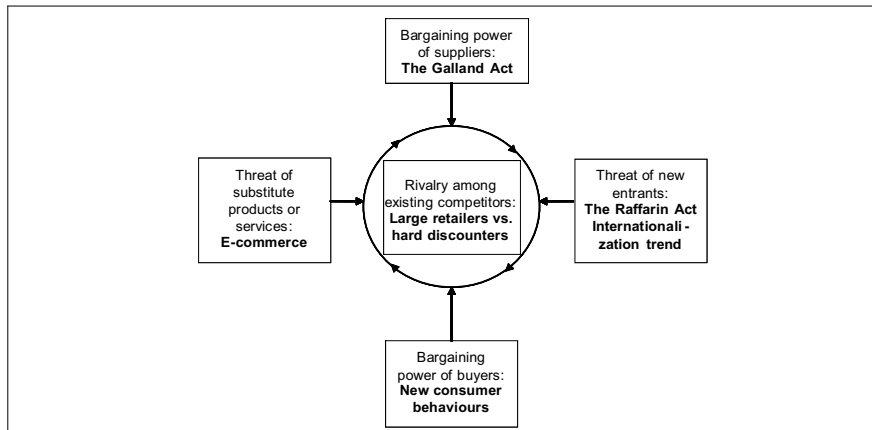 Bargaining power
of suppliers:
The Galland Act
Threat of
substitute
products or
services:
E-commerce
Rivalry among
existing competitors:
Large retailers vs.
hard discounters
Threat of new
entrants:
The Raffarin Act
Internationali-
zation trend
Bargaining
power of buyers:
New consumer
behaviours